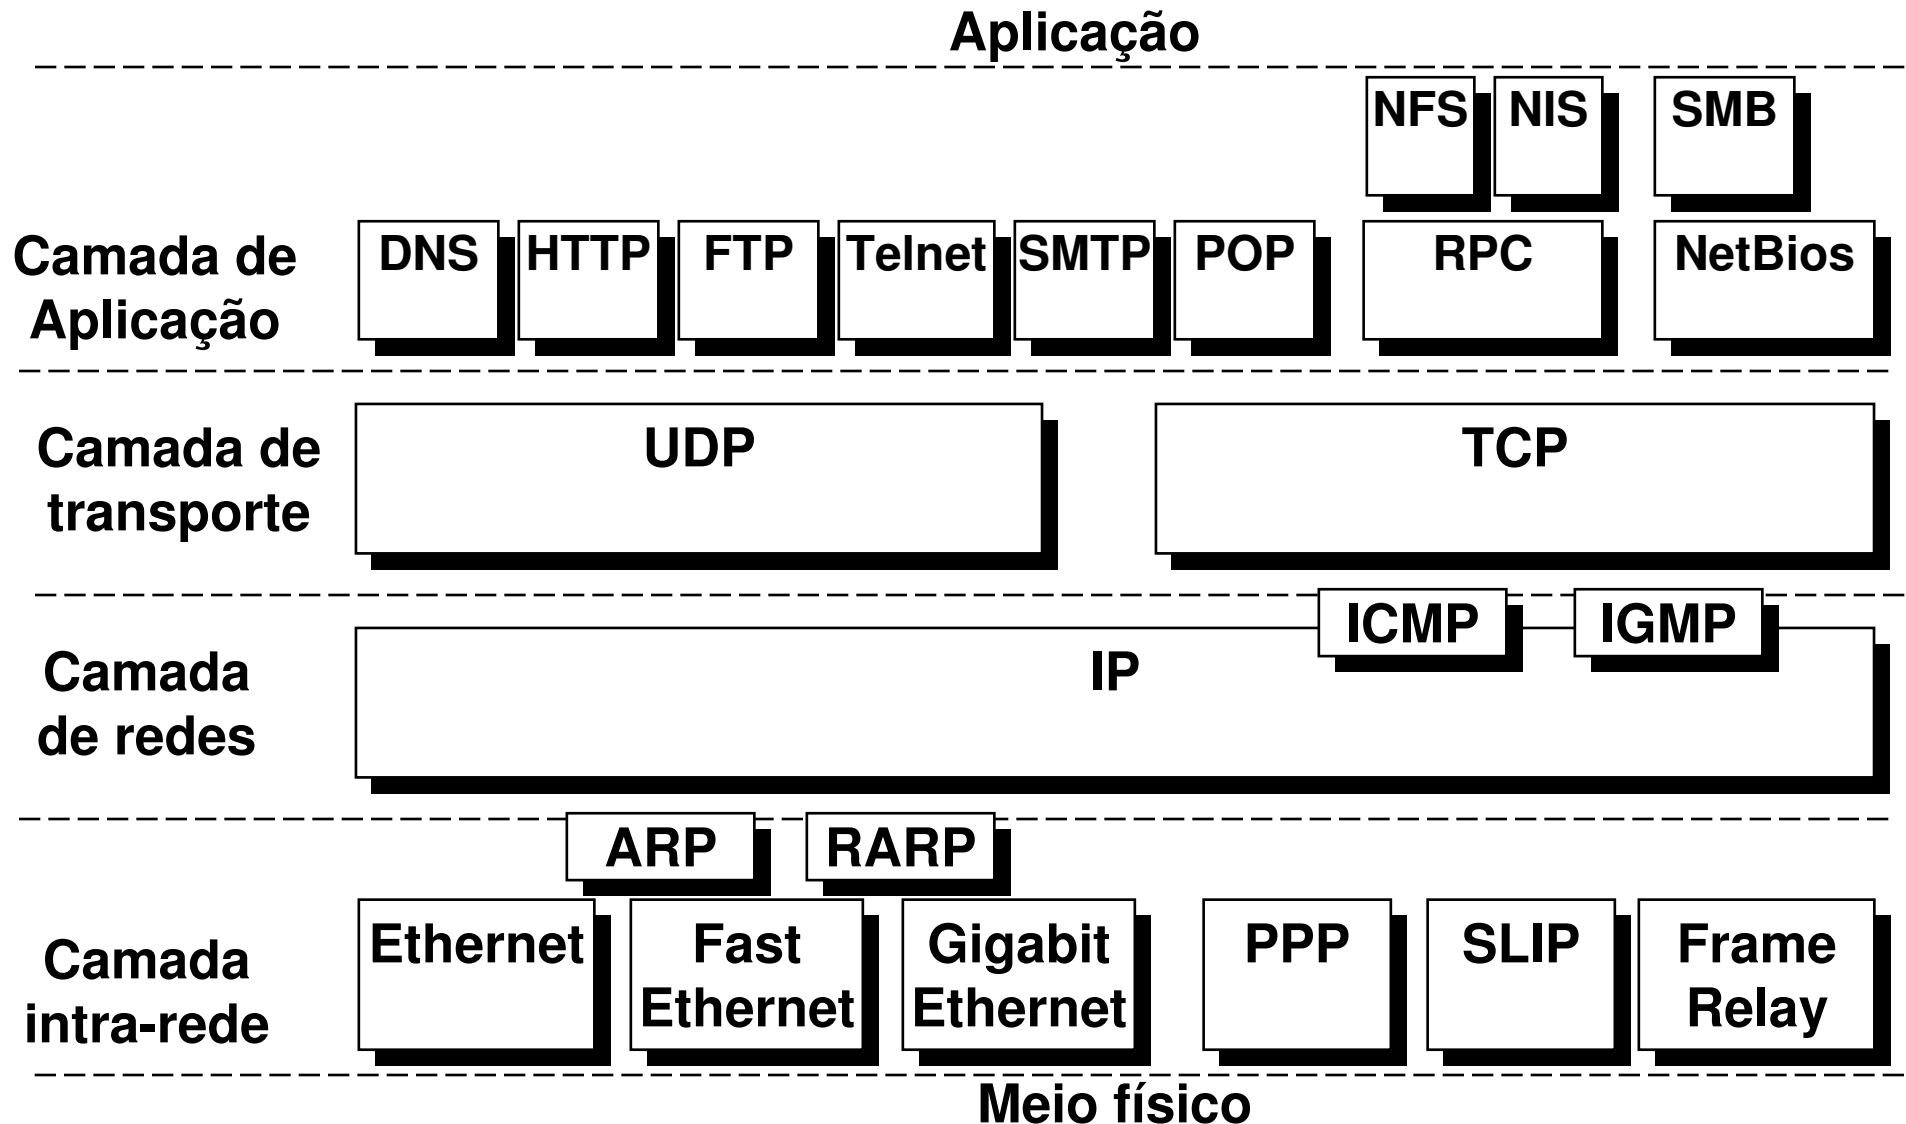 Aplicação
NFS NIS SMB
Camada de
Aplicação
DNS HTTP FTP Telnet SMTP POP RPC NetBios
Camada de
transporte
UDP TCP
ICMP IGMP
Camada
de redes
IP
ARP RARP
Camada
intra-rede
Ethernet
Fast
Ethernet
Gigabit
Ethernet
PPP
SLIP
Frame
Relay
Meio físico